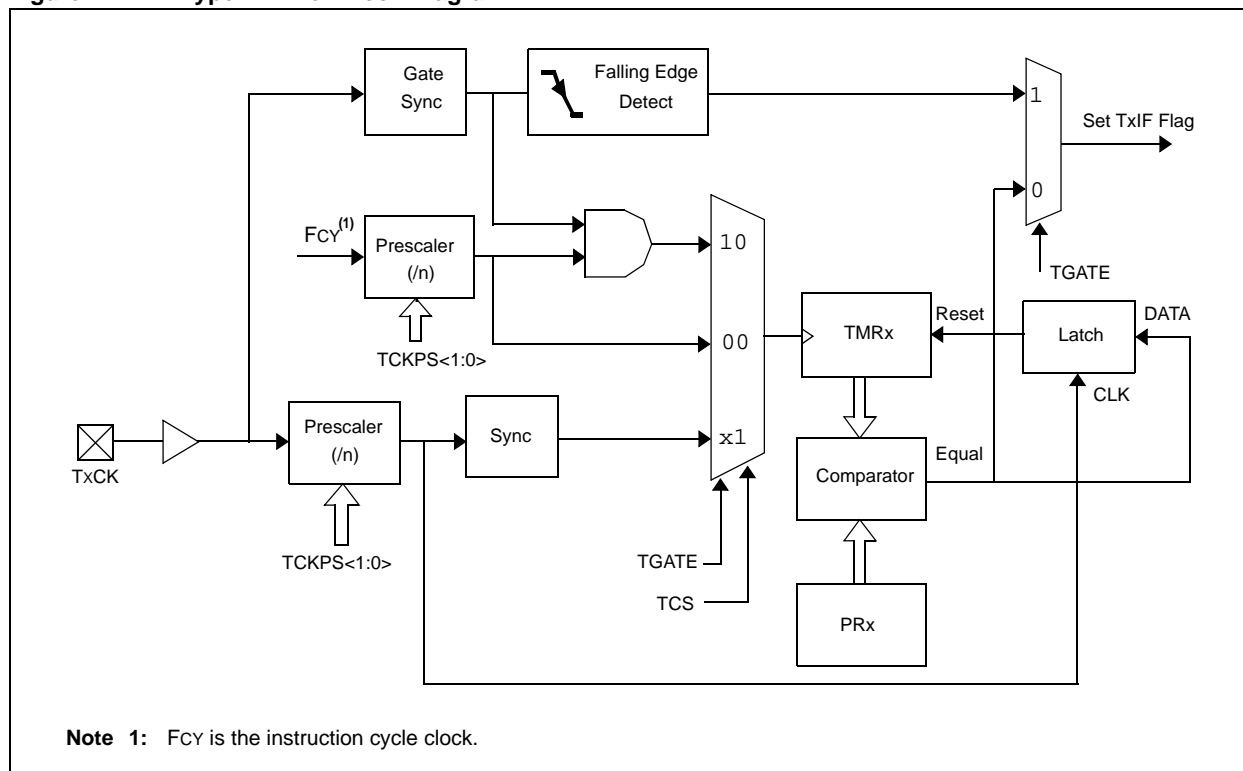 Gate
Sync
Falling Edge
Detect
1
Set TxIF Flag
0
FCY(1)
Prescaler
(/n)
10
TGATE
TMRx
Reset
Latch
DATA
00
TCKPS<1:0>
CLK
Prescaler
(/n)
Sync
x1
TxCK
Comparator
Equal
TCKPS<1:0>
TGATE
TCS
PRx
Note 1: FCY is the instruction cycle clock.